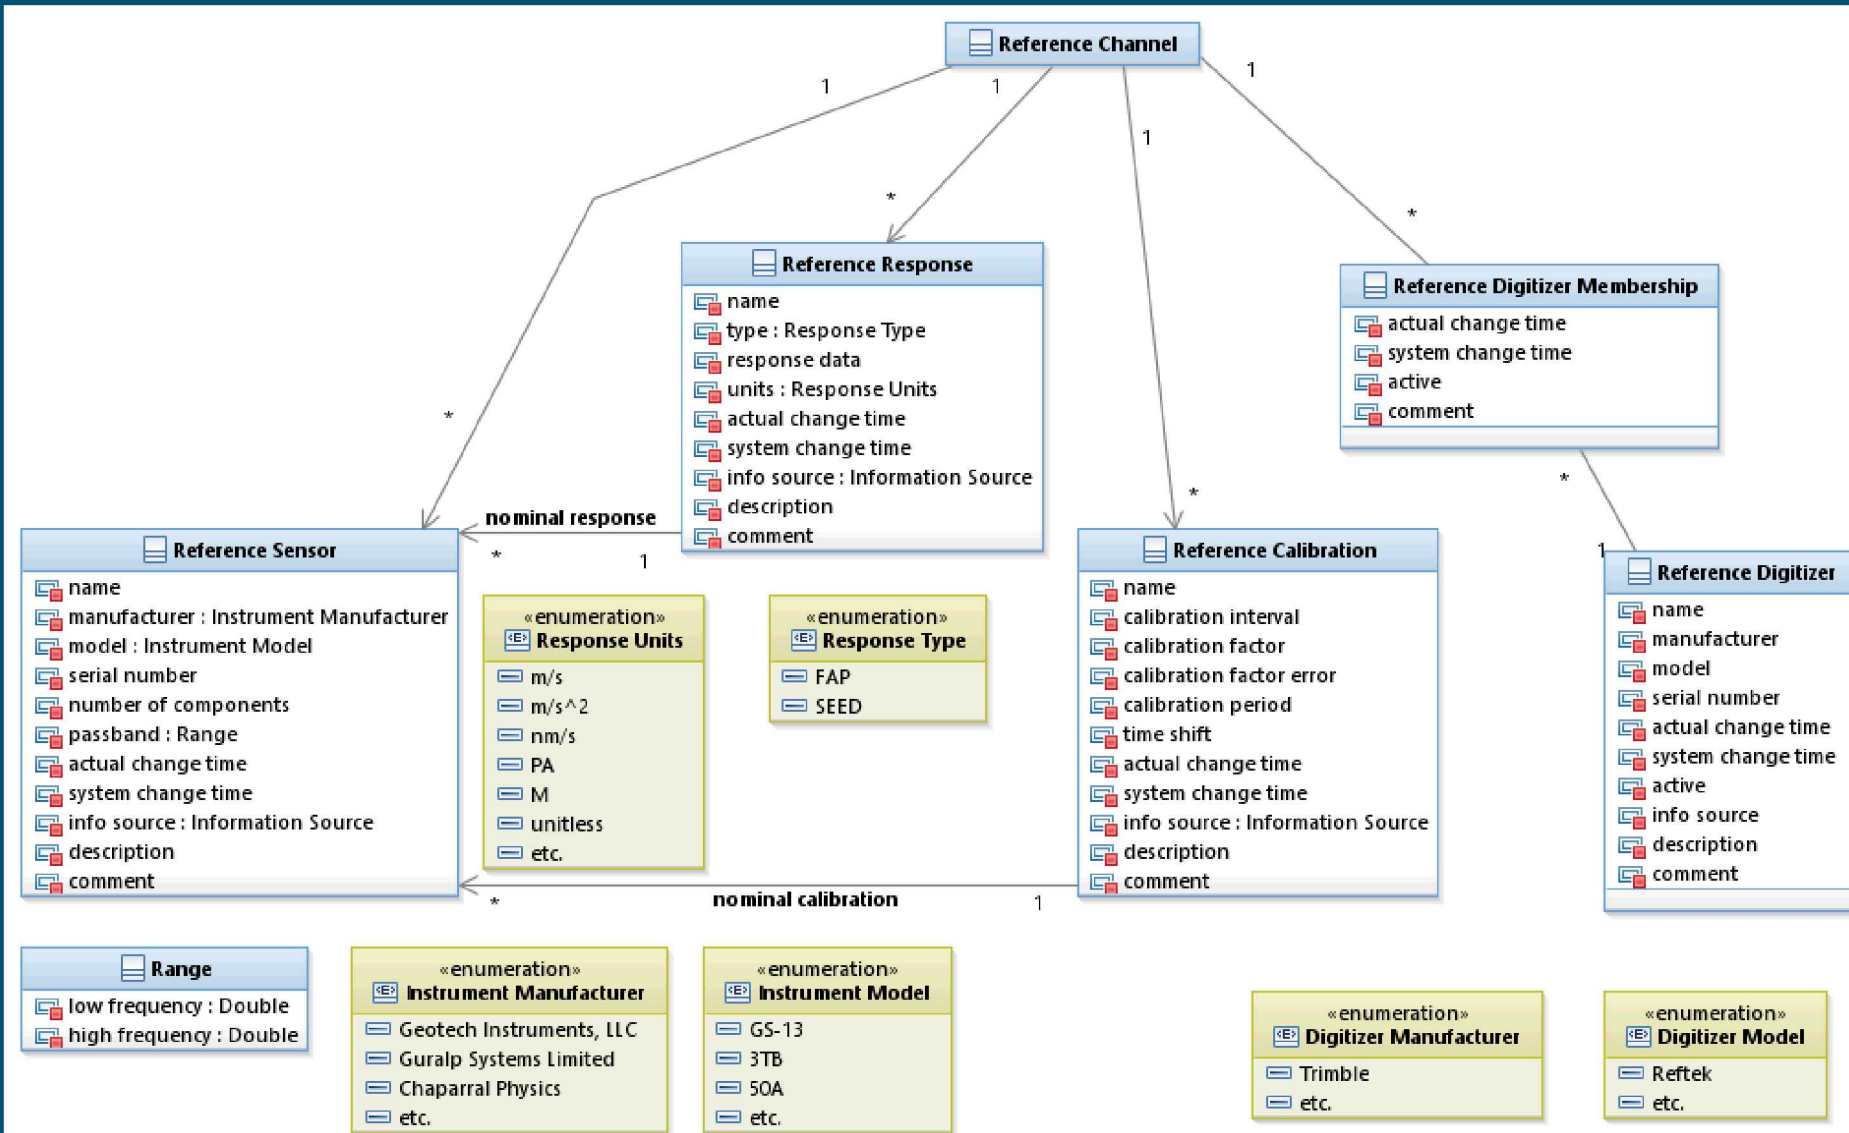 Reference Channel
1
1
1
1
*
*
*
*
Reference Response
name
type : Response Type
response data
units : Response Units
actual change time
system change time
info source : Information Source
description
comment
Reference Digitizer Membership
actual change time
system change time
active
comment
*
1
nominal response
*
1
Reference Sensor
name
manufacturer : Instrument Manufacturer
model : Instrument Model
serial number
number of components
passband : Range
actual change time
system change time
info source : Information Source
description
comment
«enumeration»
<E> Response Units
m/s
m/s^2
nm/s
PA
M
unitless
etc.
«enumeration»
<E> Response Type
FAP
SEED
Reference Calibration
name
calibration interval
calibration factor
calibration factor error
calibration period
time shift
actual change time
system change time
info source : Information Source
description
comment
Reference Digitizer
name
manufacturer
model
serial number
actual change time
system change time
active
info source
description
comment
*
nominal calibration
1
Range
low frequency : Double
high frequency : Double
«enumeration»
<E> Instrument Manufacturer
Geotech Instruments, LLC
Guralp Systems Limited
Chaparral Physics
etc.
«enumeration»
<E> Instrument Model
GS-13
3TB
50A
etc.
«enumeration»
<E> Digitizer Manufacturer
Trimble
etc.
«enumeration»
<E> Digitizer Model
Reftek
etc.